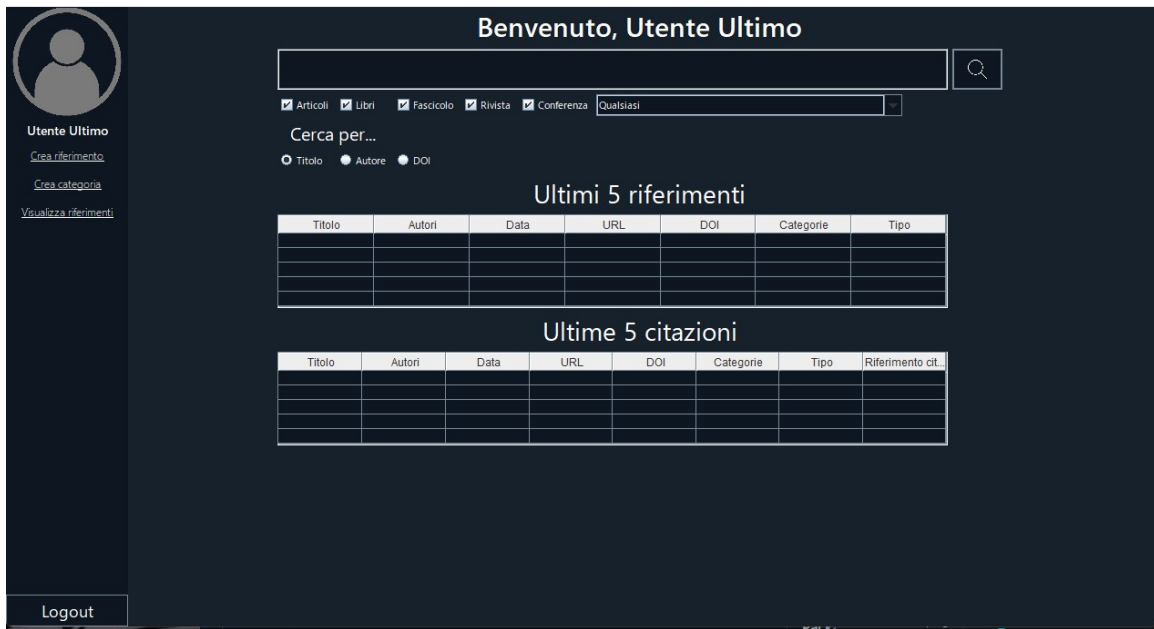 Benvenuto, Utente Ultimo
Articoli Libri Fascicolo Rivista Conferenza Qualsiasi
Utente Ultimo
Cerca per...
Crea riferimento
Titolo Autore DOI
Crea categoria
Ultimi 5 riferimenti
Visualizza riferimenti
Titolo Autori Data URL DOI Categorie Tipo
Ultime 5 citazioni
Titolo Autori Data URL DOI Categorie Tipo Riferimento cit...
Logout